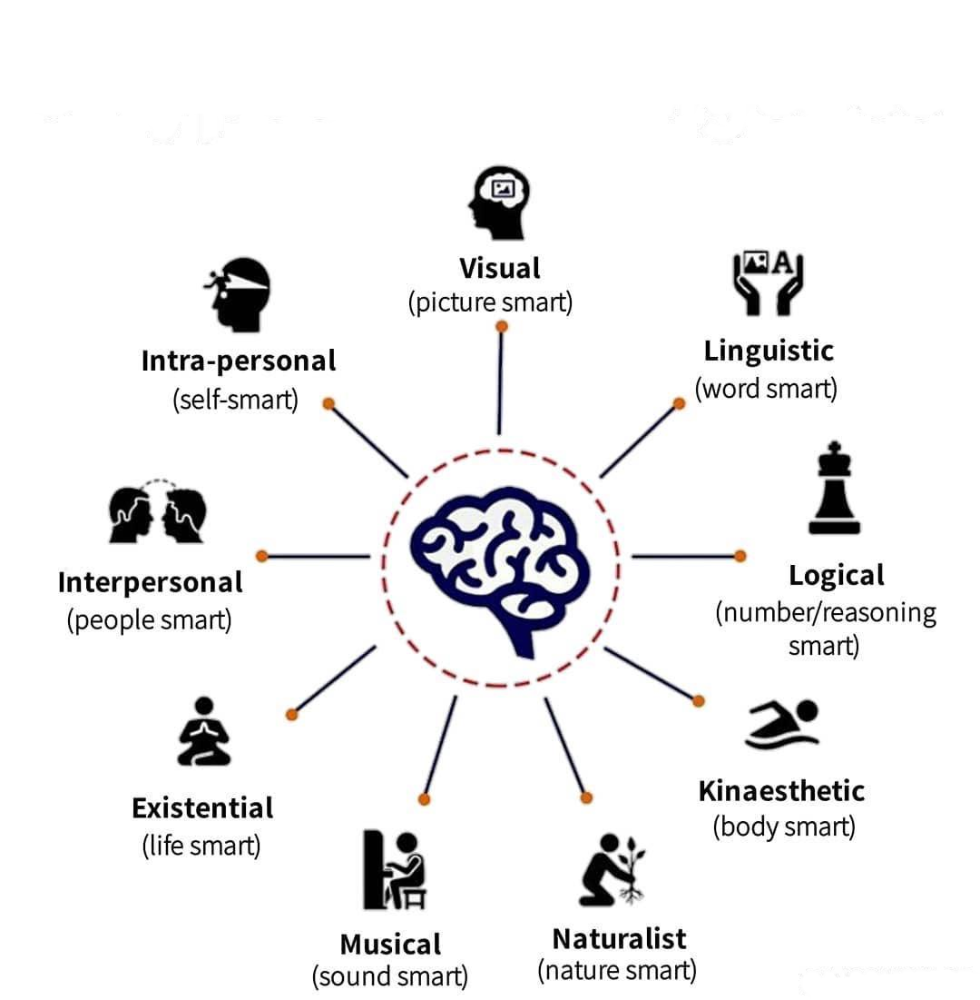 Visual
(picture smart)
Linguistic
(word smart)
Logical
(number/reasoning
smart)
Kinaesthetic
(body smart)
Naturalist
(nature smart)
Musical
(sound smart)
Existential
(life smart)
Interpersonal
(people smart)
Intra-personal
(self-smart)
A